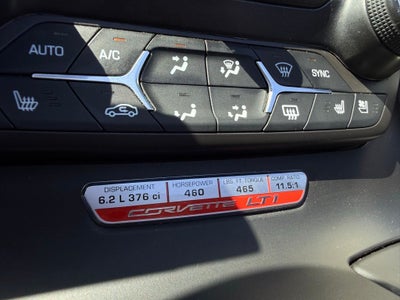 AUTO A/C SYNC
DISPLACEMENT HORSEPOWER LBS. FT. TORQUE COMP. RATIO
6.2 L 376 ci 460 465 11.5:1
CORVETTE LT1